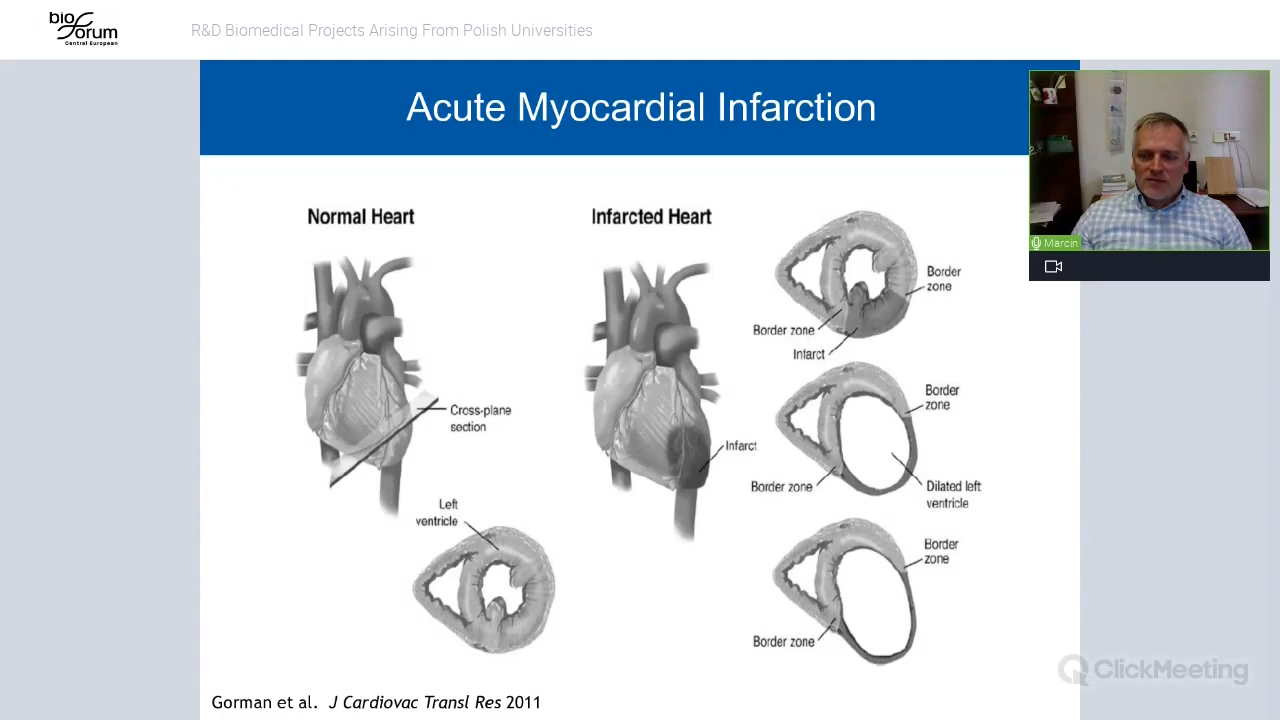 bio
Forum
Central European
R&D Biomedical Projects Arising From Polish Universities
Acute Myocardial Infarction
Marcin
Normal Heart
Cross-plane
section
Left
ventricle
Infarcted Heart
Infarct
Border
zone
Border zone
Infarct
Border
zone
Border zone
Dilated left
ventricle
Border
zone
Border zone
Gorman et al. J Cardiovac Transl Res 2011
ClickMeeting